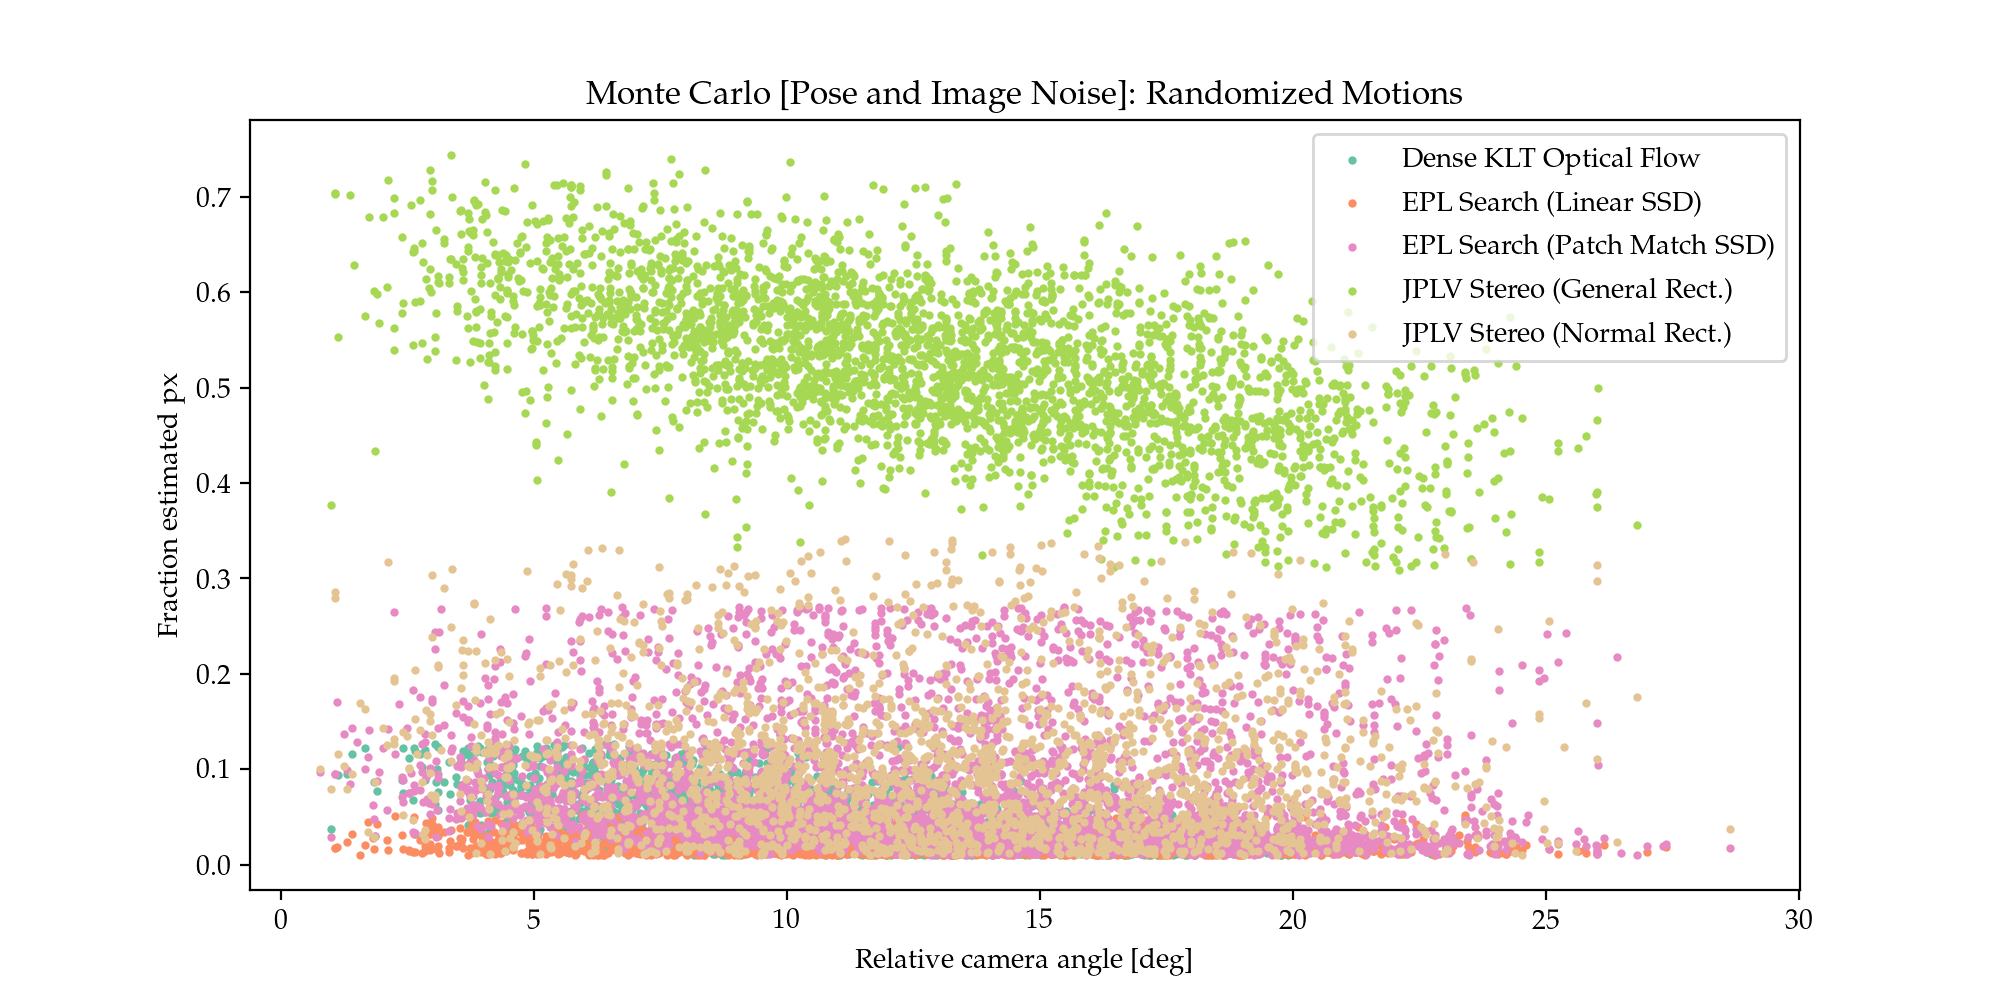 Monte Carlo [Pose and Image Noise]: Randomized Motions
Dense KLT Optical Flow
EPL Search (Linear SSD)
EPL Search (Patch Match SSD)
JPLV Stereo (General Rect.)
JPLV Stereo (Normal Rect.)
Fraction estimated px
0.7
0.6
0.5
0.4
0.3
0.2
0.1
0.0
0 5 10 15 20 25 30
Relative camera angle [deg]